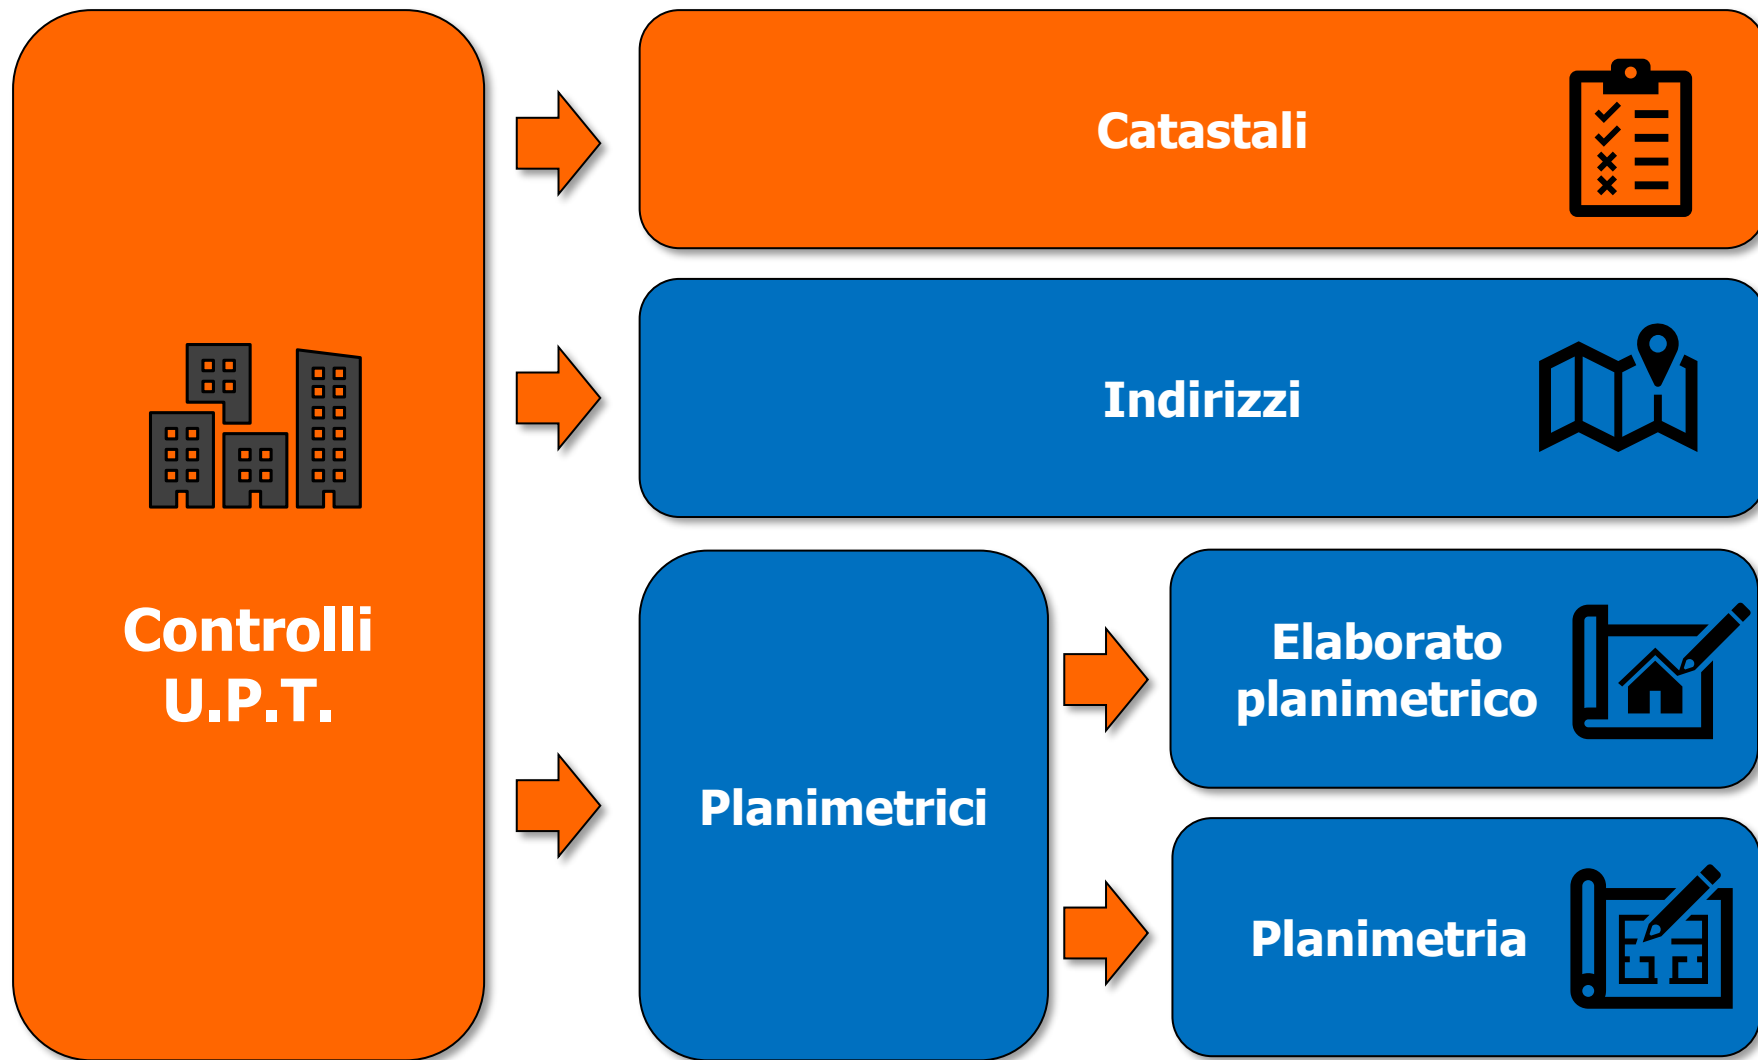 Controlli
U.P.T.
Catastali
Indirizzi
Planimetrici
Elaborato
planimetrico
Planimetria